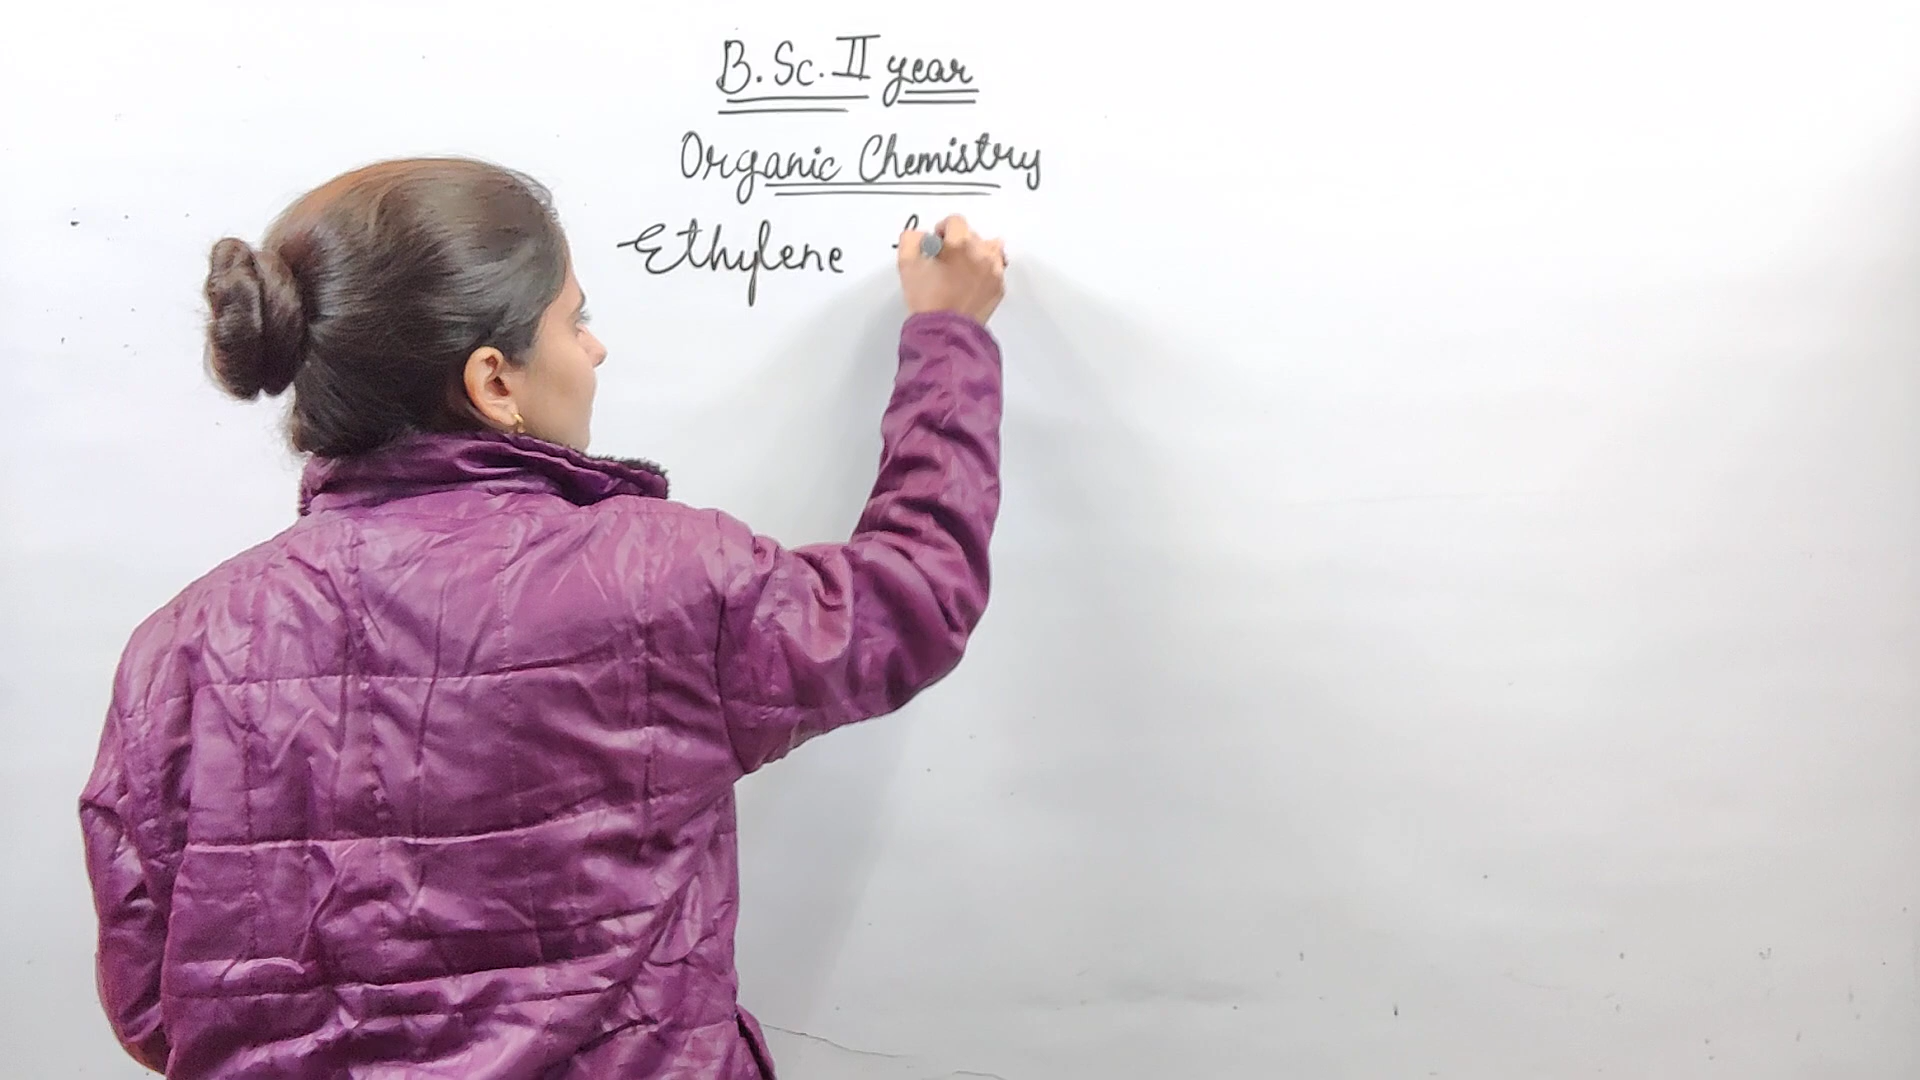 B.Sc. II year
Organic Chemistry
Ethylene